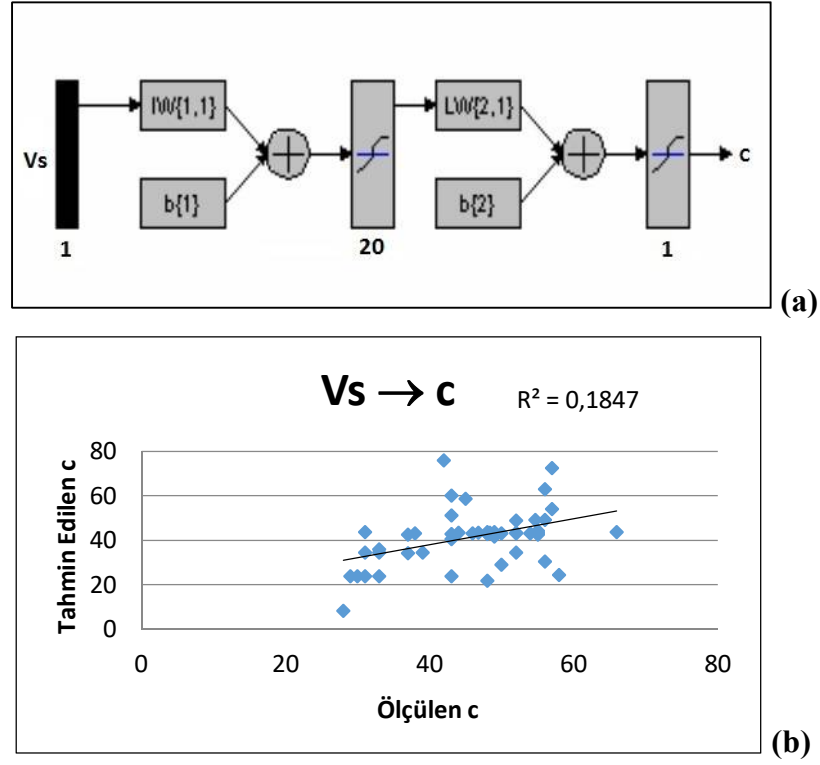 IW{1,1}
LW{2,1}
Vs
c
b{1}
b{2}
1
20
1
(a)
Vs → c
R² = 0,1847
Tahmin Edilen c
80
60
40
20
0
0
20
40
60
80
Ölçülen c
(b)